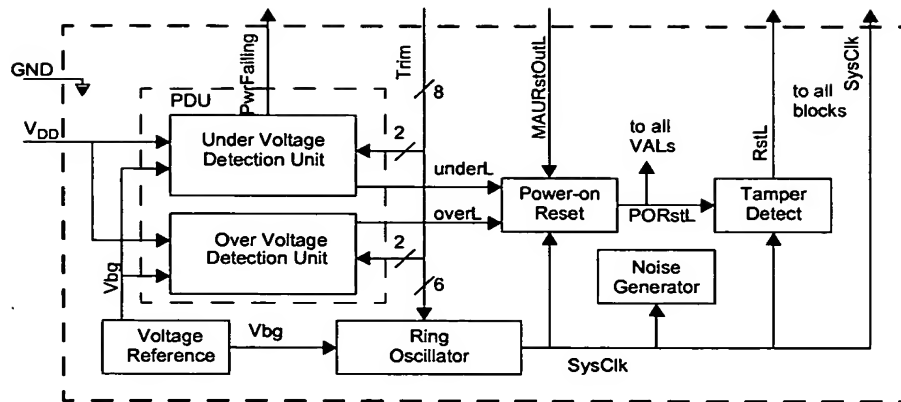 GND
PwrFailing
Trim
8
MAURstOutL
RstL
to all
blocks
SysClk
PDU
VDD
Under Voltage
Detection Unit
2
underL
to all
VALs
Power-on
Reset
PORstL
Tamper
Detect
overL
Over Voltage
Detection Unit
2
Vbg
6
Noise
Generator
Voltage
Reference
Vbg
Ring
Oscillator
SysClk